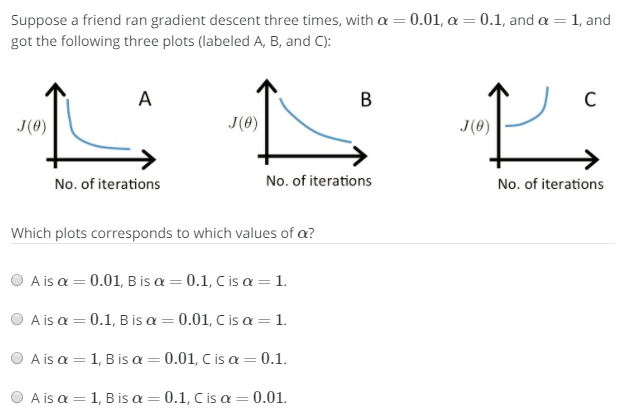 Suppose a friend ran gradient descent three times, with α = 0.01, α = 0.1, and α = 1, and
got the following three plots (labeled A, B, and C):
A
J(θ)
No. of iterations
B
J(θ)
No. of iterations
C
J(θ)
No. of iterations
Which plots corresponds to which values of α?
A is α = 0.01, B is α = 0.1, C is α = 1.
A is α = 0.1, B is α = 0.01, C is α = 1.
A is α = 1, B is α = 0.01, C is α = 0.1.
A is α = 1, B is α = 0.1, C is α = 0.01.